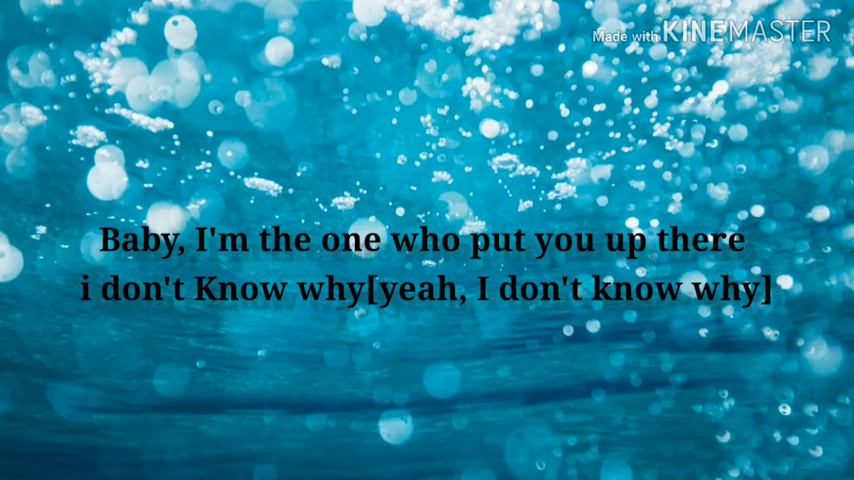 Made with KINEMASTER
Baby, I'm the one who put you up there
i don't Know why[yeah, I don't know why]